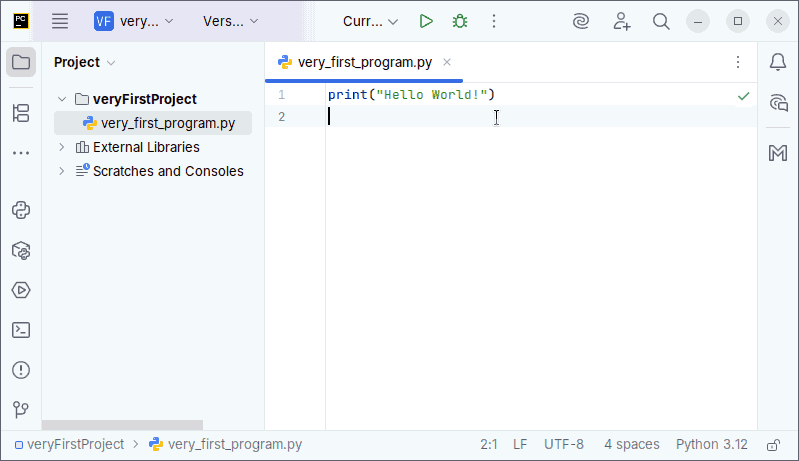 PC
VF very...
Vers...
Curr...
Project
very_first_program.py
veryFirstProject
very_first_program.py
External Libraries
Scratches and Consoles
1 print("Hello World!")
2
veryFirstProject > very_first_program.py 2:1 LF UTF-8 4 spaces Python 3.12